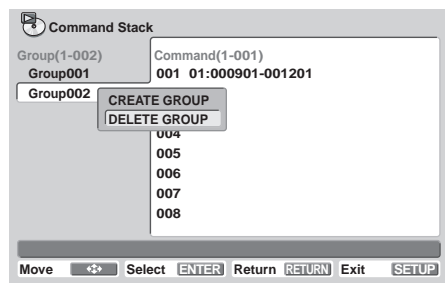 Command Stack
Group(1-002)
Command(1-001)
Group001
001 01:000901-001201
Group002
CREATE GROUP
DELETE GROUP
004
005
006
007
008
Move Select ENTER Return RETURN Exit SETUP